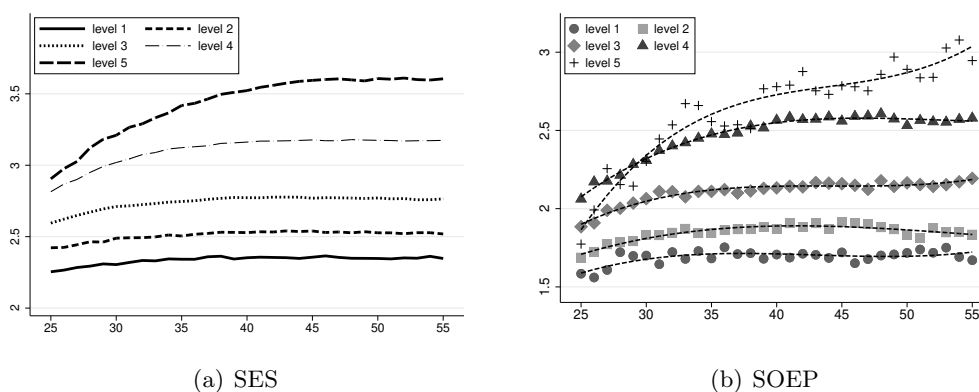 level 1 level 2
level 3 level 4
level 5
3.5
3
2.5
2
25 30 35 40 45 50 55
(a) SES
level 1 level 2
level 3 level 4
level 5
3
2.5
2
1.5
25 30 35 40 45 50 55
(b) SOEP